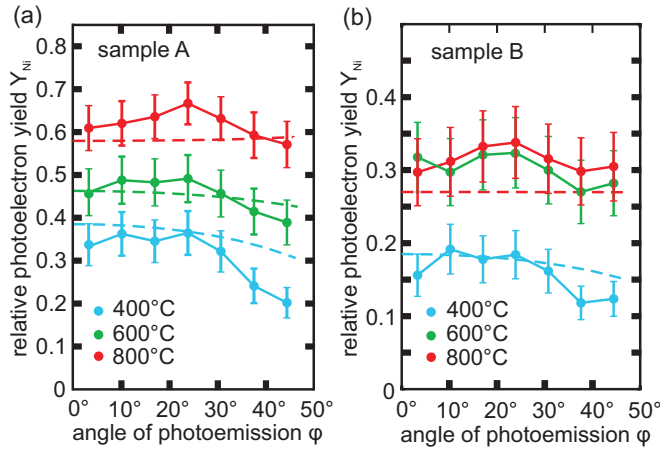 (a)
relative photoelectron yield Y_Ni
0.8
0.7
0.6
0.5
0.4
0.3
0.2
0.1
0
sample A
400°C
600°C
800°C
0° 10° 20° 30° 40° 50°
angle of photoemission φ
(b)
relative photoelectron yield Y_Ni
0.4
0.3
0.2
0.1
0
sample B
400°C
600°C
800°C
0° 10° 20° 30° 40° 50°
angle of photoemission φ